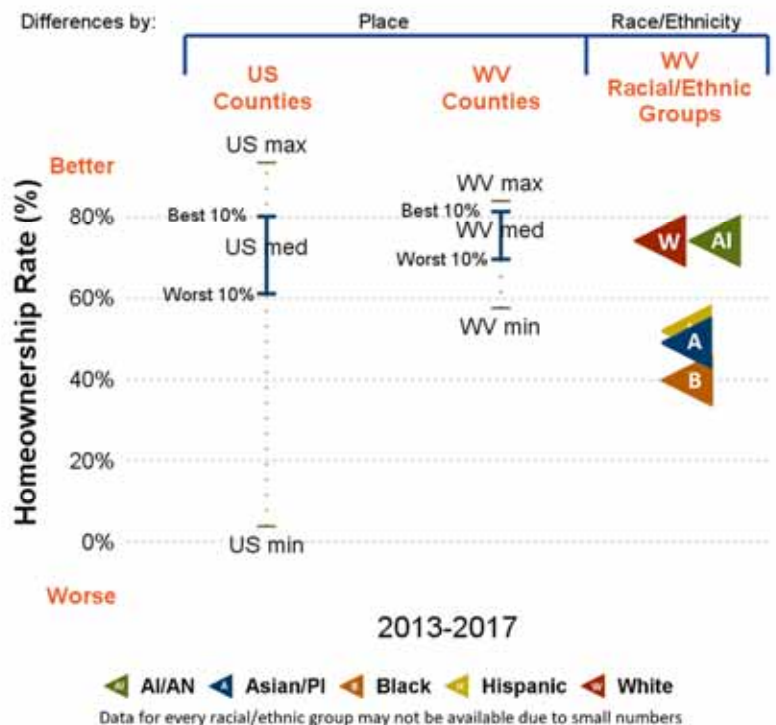 Differences by: Place Race/Ethnicity
US Counties
WV Counties
WV Racial/Ethnic Groups
Homeownership Rate (%)
Better
80%
60%
40%
20%
0%
Worse
US max
Best 10%
US med
Worst 10%
US min
WV max
Best 10%
WV med
Worst 10%
WV min
W AI
A
B
2013-2017
AI AI/AN A Asian/PI B Black H Hispanic W White
Data for every racial/ethnic group may not be available due to small numbers